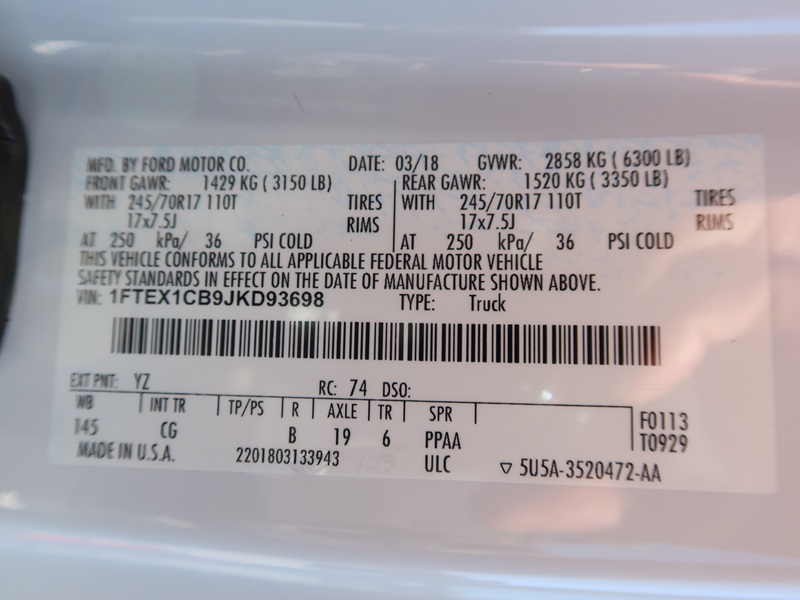 MFD. BY FORD MOTOR CO. DATE: 03/18 GVWR: 2858 KG ( 6300 LB)
FRONT GAWR: 1429 KG ( 3150 LB) REAR GAWR: 1520 KG ( 3350 LB)
WITH 245/70R17 110T TIRES WITH 245/70R17 110T TIRES
17x7.5J RIMS 17x7.5J RIMS
AT 250 kPa/ 36 PSI COLD AT 250 kPa/ 36 PSI COLD
THIS VEHICLE CONFORMS TO ALL APPLICABLE FEDERAL MOTOR VEHICLE
SAFETY STANDARDS IN EFFECT ON THE DATE OF MANUFACTURE SHOWN ABOVE.
VIN: 1FTEX1CB9JKD93698 TYPE: Truck
EXT PNT: YZ RC: 74 DSO:
WB INT TR TP/PS R AXLE TR SPR F0113
145 CG B 19 6 PPAA T0929
MADE IN U.S.A. 2201803133943 ULC ▽ 5U5A-3520472-AA